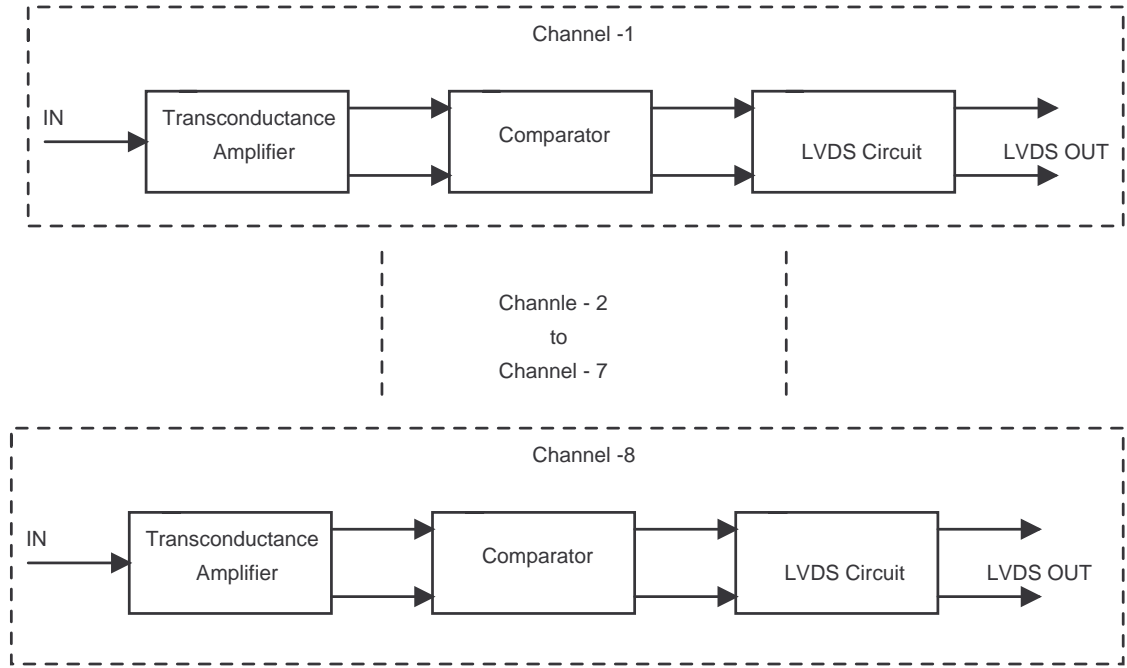 Channel -1
IN
Transconductance
Amplifier
Comparator
LVDS Circuit
LVDS OUT
Channle - 2
to
Channel - 7
Channel -8
IN
Transconductance
Amplifier
Comparator
LVDS Circuit
LVDS OUT